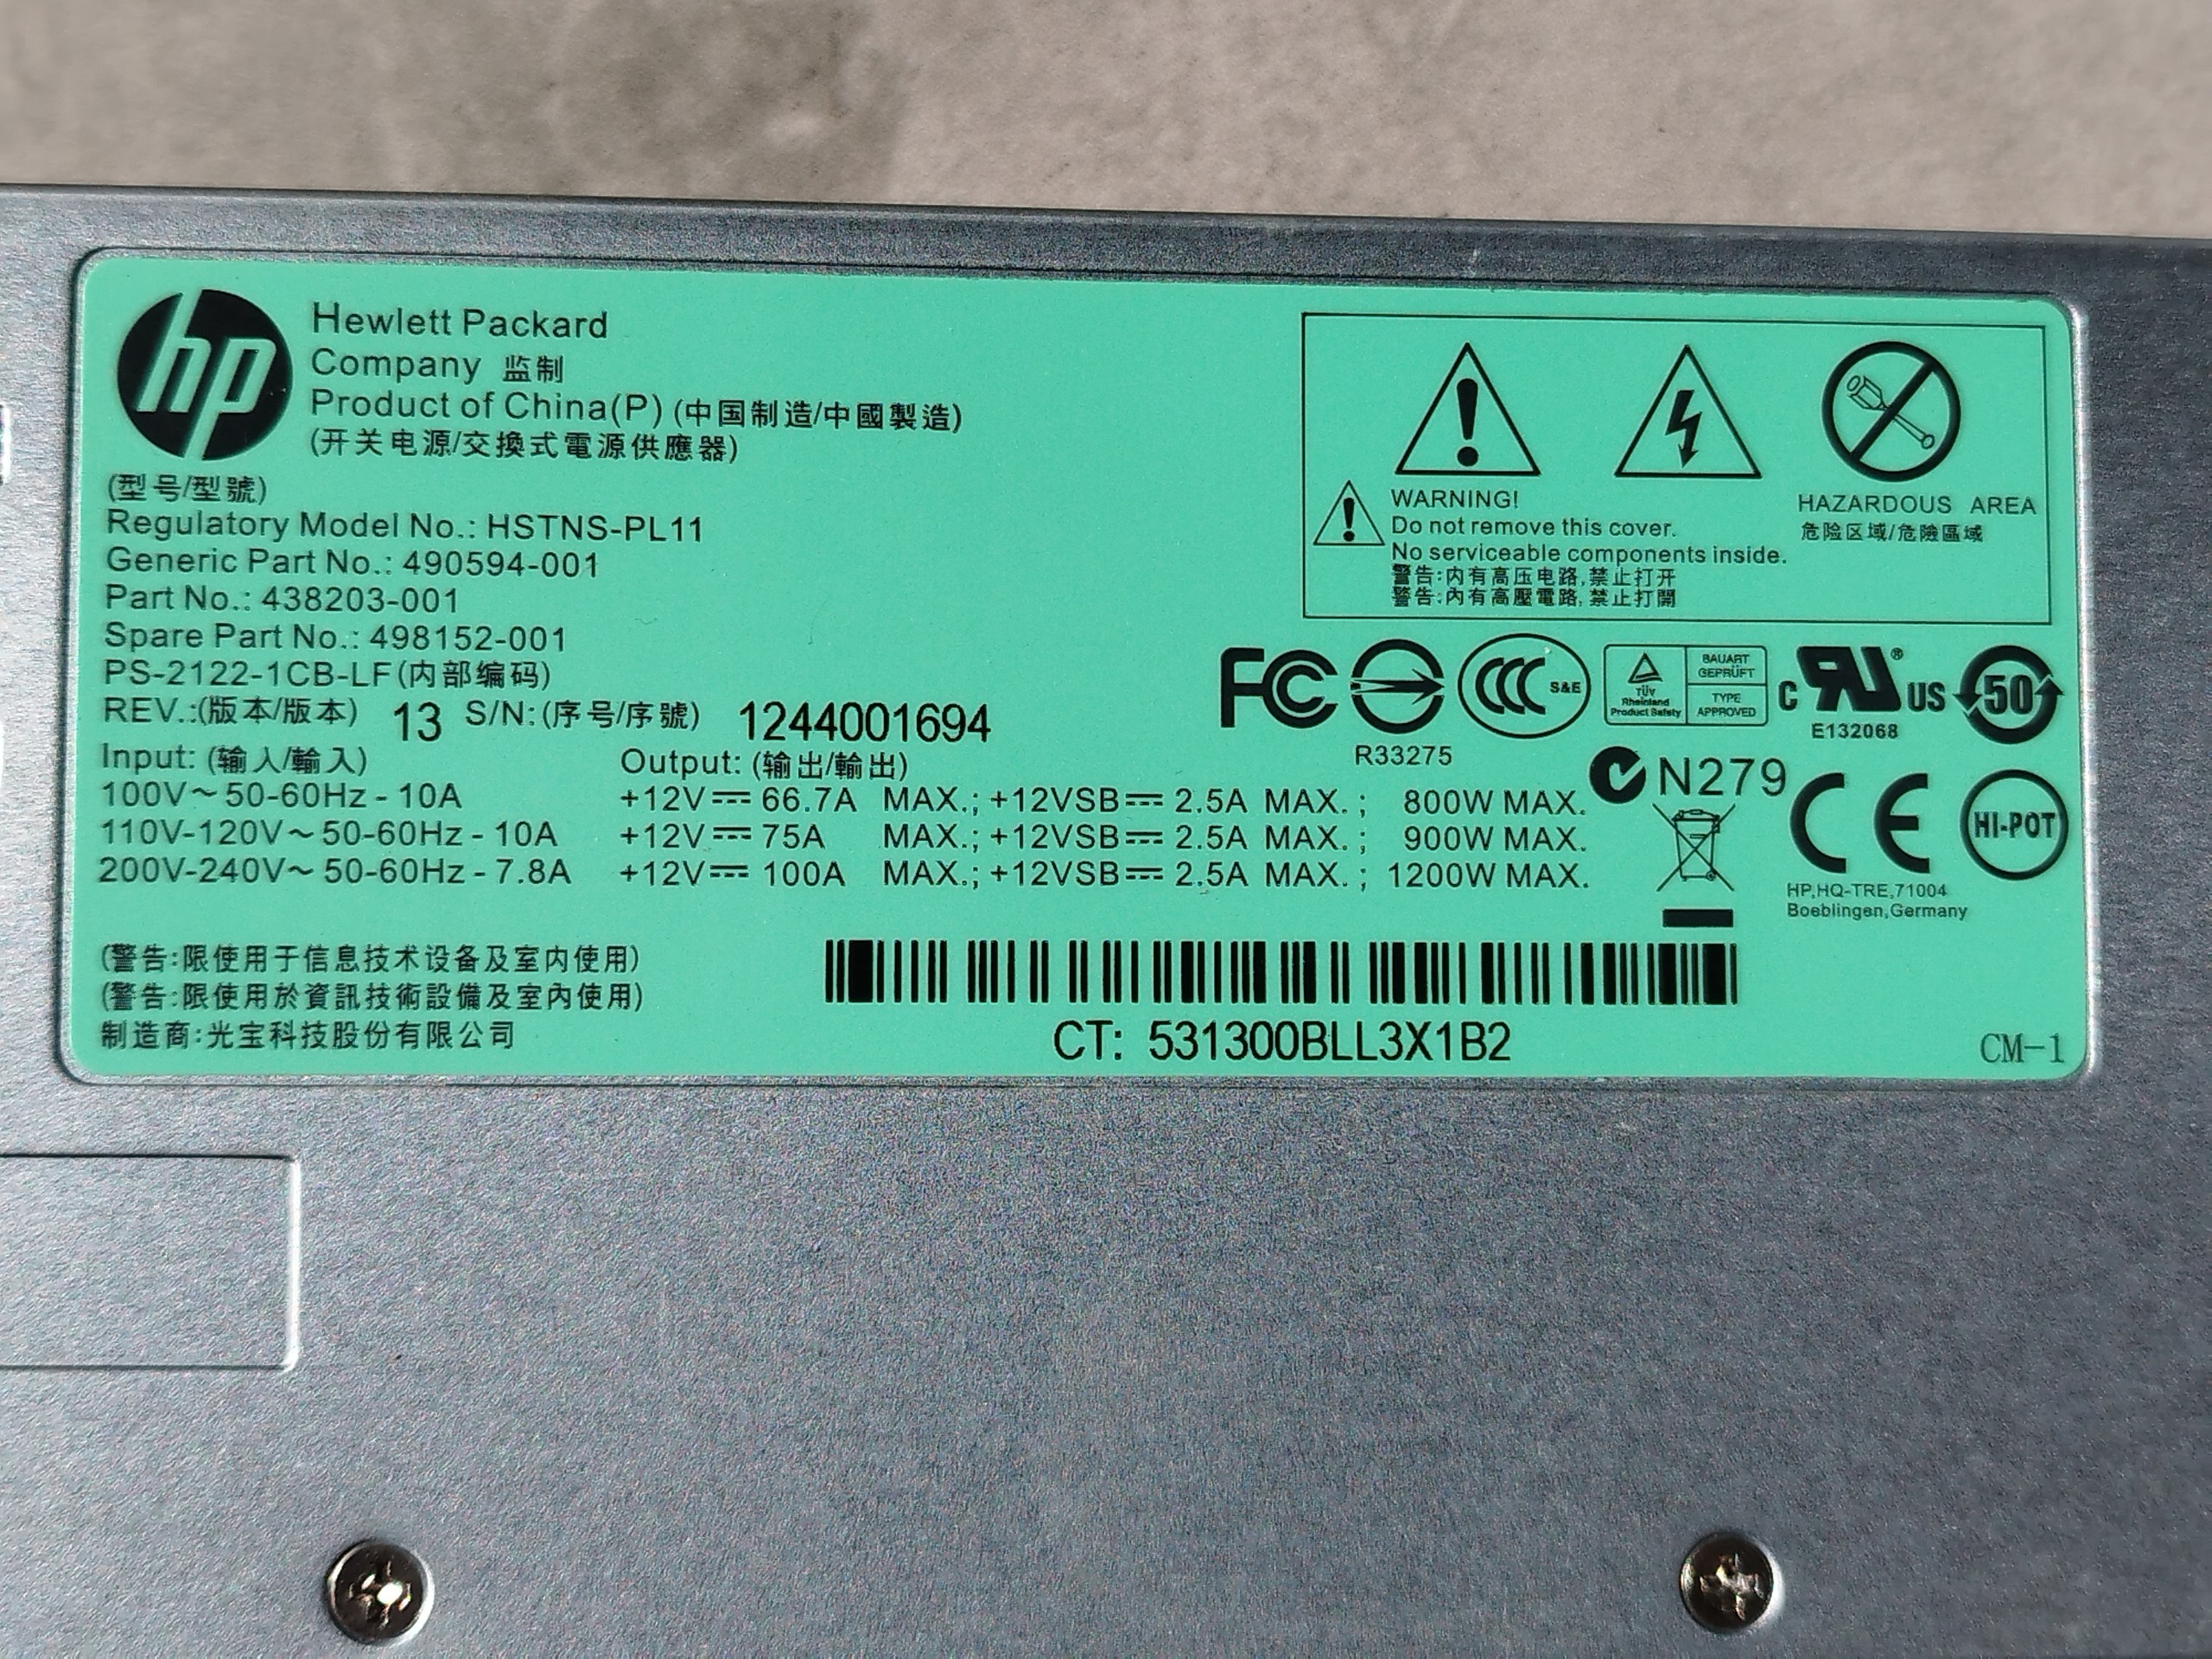 hp
Hewlett Packard
Company 监制
Product of China(P) (中国制造/中國製造)
(开关电源/交換式電源供應器)
(型号/型號)
Regulatory Model No.: HSTNS-PL11
Generic Part No.: 490594-001
Part No.: 438203-001
Spare Part No.: 498152-001
PS-2122-1CB-LF(内部编码)
REV.:(版本/版本) 13 S/N:(序号/序號) 1244001694
Input: (输入/輸入) Output: (输出/輸出)
100V~50-60Hz - 10A +12V⎓66.7A MAX.; +12VSB⎓2.5A MAX.; 800W MAX.
110V-120V~50-60Hz - 10A +12V⎓75A MAX.; +12VSB⎓2.5A MAX.; 900W MAX.
200V-240V~50-60Hz - 7.8A +12V⎓100A MAX.; +12VSB⎓2.5A MAX.; 1200W MAX.
(警告:限使用于信息技术设备及室内使用)
(警告:限使用於資訊技術設備及室內使用)
制造商:光宝科技股份有限公司
CT: 531300BLL3X1B2
CM-1
WARNING!
Do not remove this cover.
No serviceable components inside.
警告:内有高压电路,禁止打开
警告:內有高壓電路,禁止打開
HAZARDOUS AREA
危险区域/危險區域
FC
R33275
CCC S&E
TÜV
Rheinland
Product Safety
BAUART
GEPRÜFT
TYPE
APPROVED
C RU® US
E132068
50
N279
CE
HI-POT
HP,HQ-TRE,71004
Boeblingen,Germany